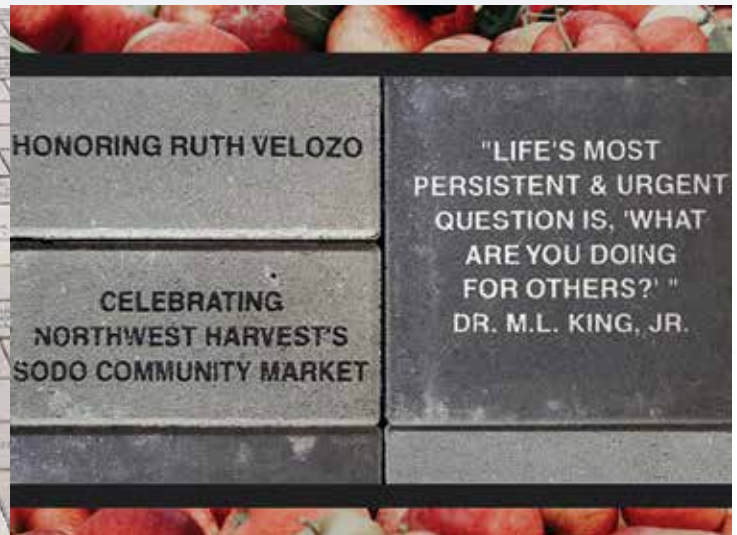 HONORING RUTH VELOZO
CELEBRATING
NORTHWEST HARVEST'S
SODO COMMUNITY MARKET
"LIFE'S MOST
PERSISTENT & URGENT
QUESTION IS, 'WHAT
ARE YOU DOING
FOR OTHERS?' "
DR. M.L. KING, JR.